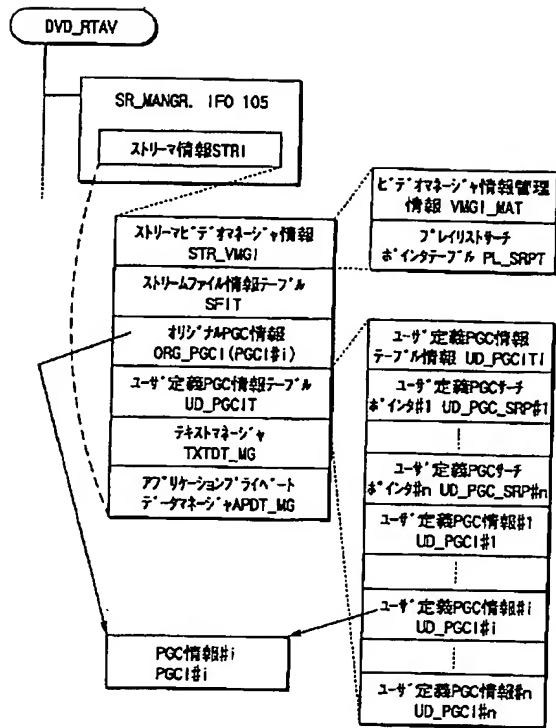 DVD_RTAV
SR_MANGR. IFO 105
ストリーマ情報STRI
ストリーマビデオマネージャ情報
STR_VMGI
ストリームファイル情報テーブル
SFIT
オリジナルPGC情報
ORG_PGCI(PGCI#i)
ユーザ定義PGC情報テーブル
UD_PGCIT
テキストマネージャ
TXTDT_MG
アプリケーションプライベート
データマネージャAPDT_MG
ビデオマネージャ情報管理
情報 VMGI_MAT
プレイリストサーチ
ポインタテーブル PL_SRPT
ユーザ定義PGC情報
テーブル情報 UD_PGCITI
ユーザ定義PGCサーチ
ポインタ#1 UD_PGC_SRP#1
ユーザ定義PGCサーチ
ポインタ#n UD_PGC_SRP#n
ユーザ定義PGC情報#1
UD_PGCI#1
ユーザ定義PGC情報#i
UD_PGCI#i
ユーザ定義PGC情報#n
UD_PGCI#n
PGC情報#i
PGCI#i